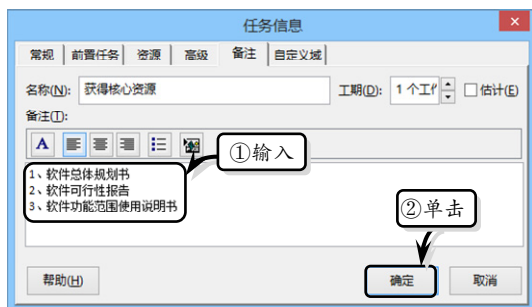 任务信息
常规 前置任务 资源 高级 备注 自定义域
名称(N): 获得核心资源 工期(D): 1 个工作 估计(E)
备注(T):
A
①输入
1、软件总体规划书
2、软件可行性报告
3、软件功能范围使用说明书
②单击
帮助(H) 确定 取消